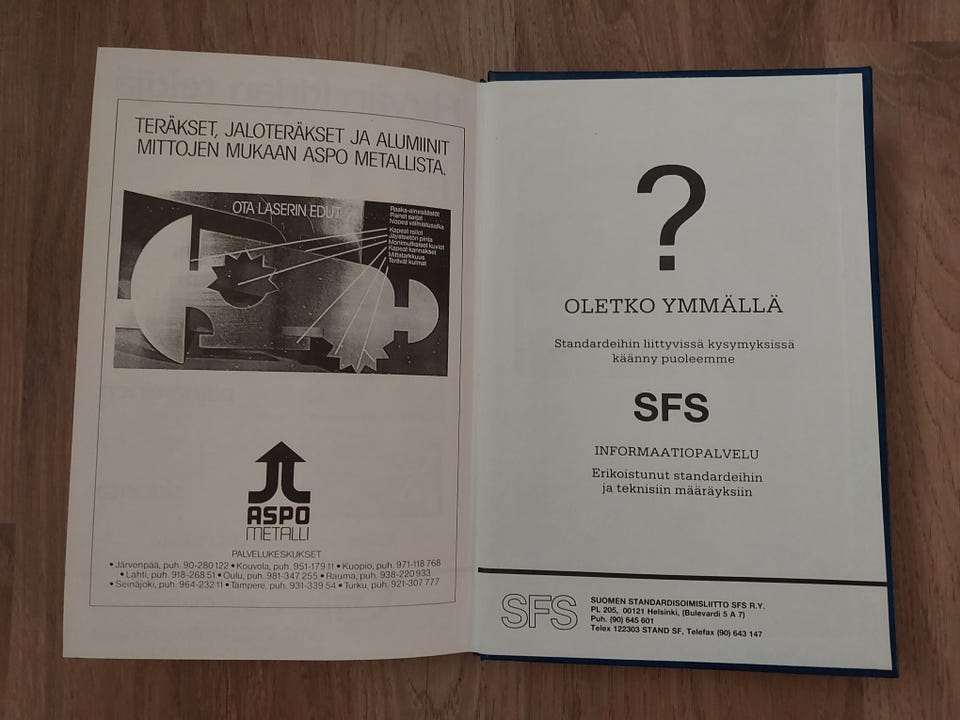 TERÄKSET, JALOTERÄKSET JA ALUMIINIT
MITTOJEN MUKAAN ASPO METALLISTA.
OTA LASERIN EDUT
Raaka-ainesäästöt
Pienet sarjat
Nopea valmistusaika
Kapeat railot
Jäysteetön pinta
Monimutkaiset kuviot
Kapeat kannakset
Mittatarkkuus
Terävät kulmat
ASPO
METALLI
PALVELUKESKUKSET
• Järvenpää, puh. 90-280 122 • Kouvola, puh. 951-179 11 • Kuopio, puh. 971-118 768
• Lahti, puh. 918-268 51 • Oulu, puh. 981-347 255 • Rauma, puh. 938-220 933
• Seinäjoki, puh. 964-232 11 • Tampere, puh. 931-339 54 • Turku, puh. 921-307 777
?
OLETKO YMMÄLLÄ
Standardeihin liittyvissä kysymyksissä
käänny puoleemme
SFS
INFORMAATIOPALVELU
Erikoistunut standardeihin
ja teknisiin määräyksiin
SFS
SUOMEN STANDARDISOIMISLIITTO SFS R.Y.
PL 205, 00121 Helsinki, (Bulevardi 5 A 7)
Puh. (90) 645 601
Telex 122303 STAND SF, Telefax (90) 643 147